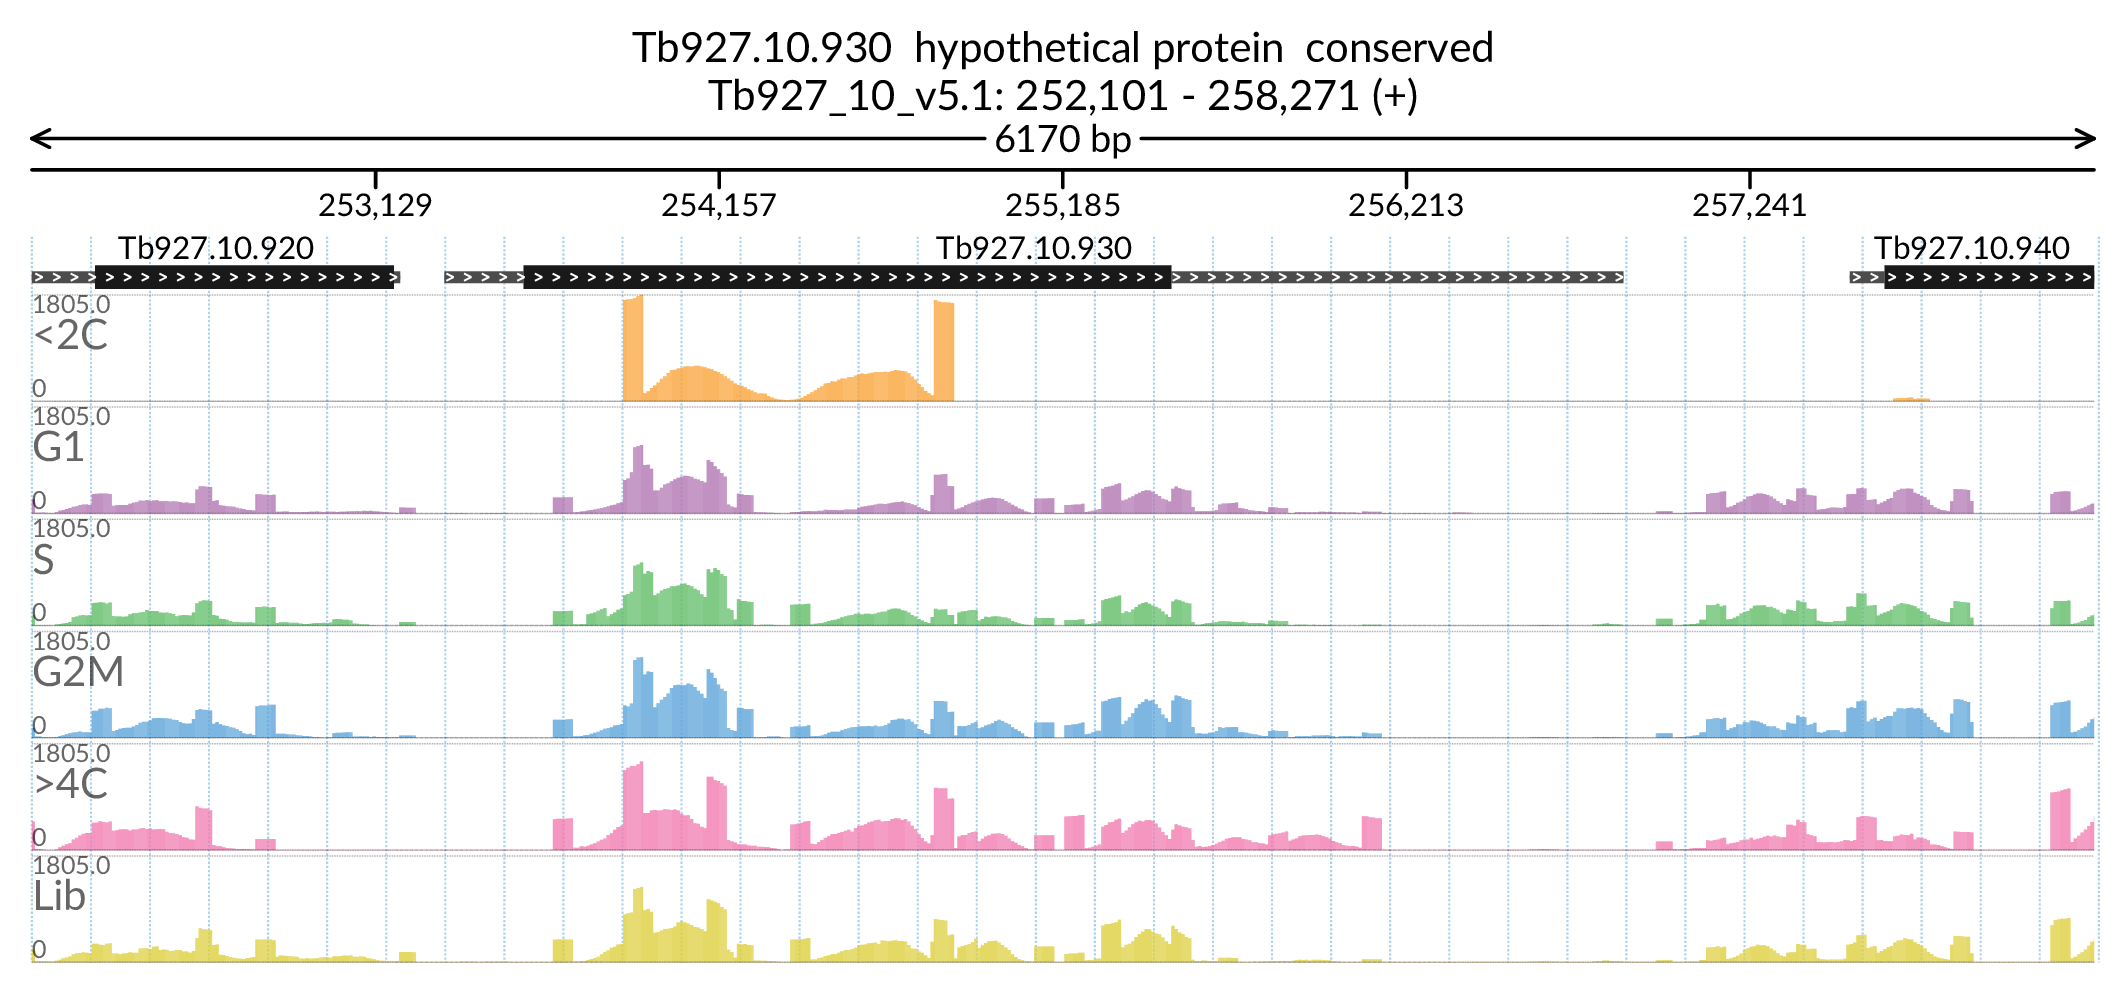 Tb927.10.930  hypothetical protein  conserved
Tb927_10_v5.1: 252,101 - 258,271 (+)
6170 bp
253,129 254,157 255,185 256,213 257,241
Tb927.10.920 Tb927.10.930 Tb927.10.940
1805.0
<2C
0
1805.0
G1
0
1805.0
S
0
1805.0
G2M
0
1805.0
>4C
0
1805.0
Lib
0